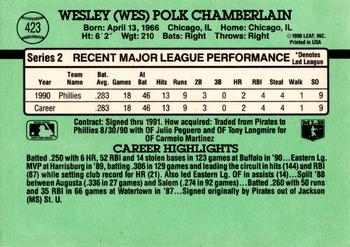 423
WESLEY (WES) POLK CHAMBERLAIN
Born: April 13, 1966 Chicago, IL Home: Chicago, IL
Ht: 6'2" Wgt: 210 Bats: Right Throws: Right
©1990 LEAF, INC.
Printed in USA
Series 2 RECENT MAJOR LEAGUE PERFORMANCE
*Denotes Led League
Year Team Bat. Avg. Games At Bat Hits Runs 2B 3B HR RBI Steal Walk SO
1990 Phillies .283 18 46 13 9 3 0 2 4 4 1 9
Career .283 18 46 13 9 3 0 2 4 4 1 9
Contract: Signed thru 1991. How acquired: Traded from Pirates to
Phillies 8/30/90 with OF Julio Peguero and OF Tony Longmire for
OF Carmelo Martinez
MLB
CAREER HIGHLIGHTS
Batted .250 with 6 HR, 52 RBI and 14 stolen bases in 123 games at Buffalo in '90...Eastern Lg.
MVP at Harrisburg in '89, batting .306 in 129 games and leading the circuit in hits (144) and RBI
(87) while setting club record for HR (21). Also led Eastern Lg. OF in assists (14)...Split '88
between Augusta (.336 in 27 games) and Salem (.274 in 92 games)...Batted .260 with 50 runs
and 35 RBI in 66 games at Watertown in '87...Originally signed by Pirates out of Jackson
(MS) St. U.